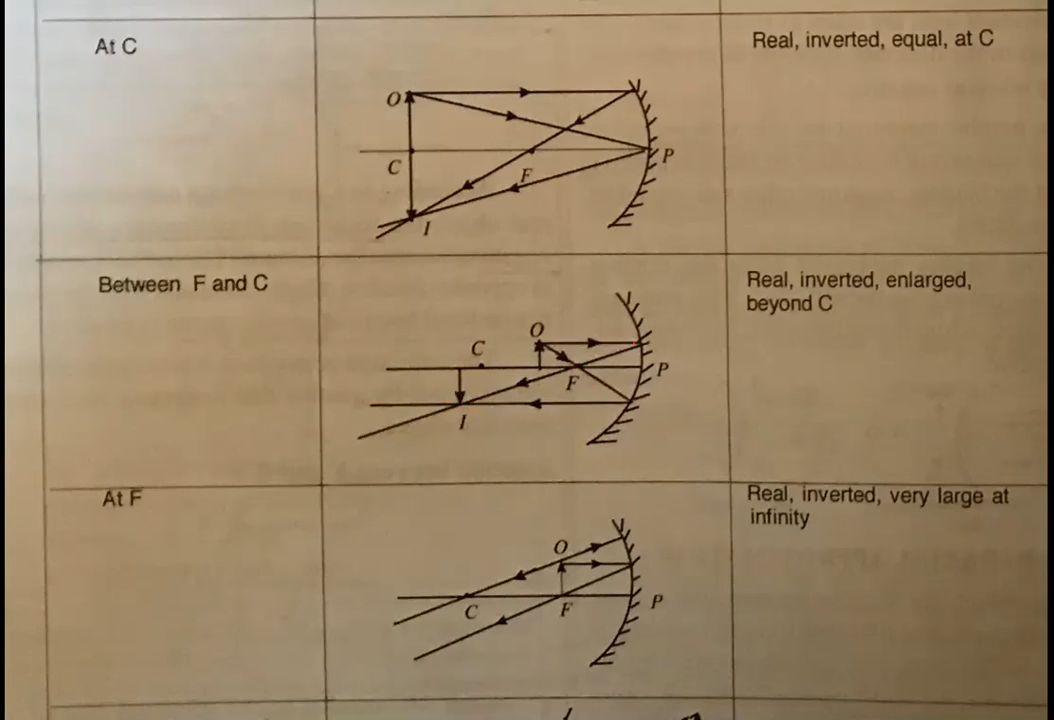 At C
Real, inverted, equal, at C
O
C
F
P
I
Between F and C
Real, inverted, enlarged,
beyond C
O
C
F
P
I
At F
Real, inverted, very large at
infinity
O
C
F
P